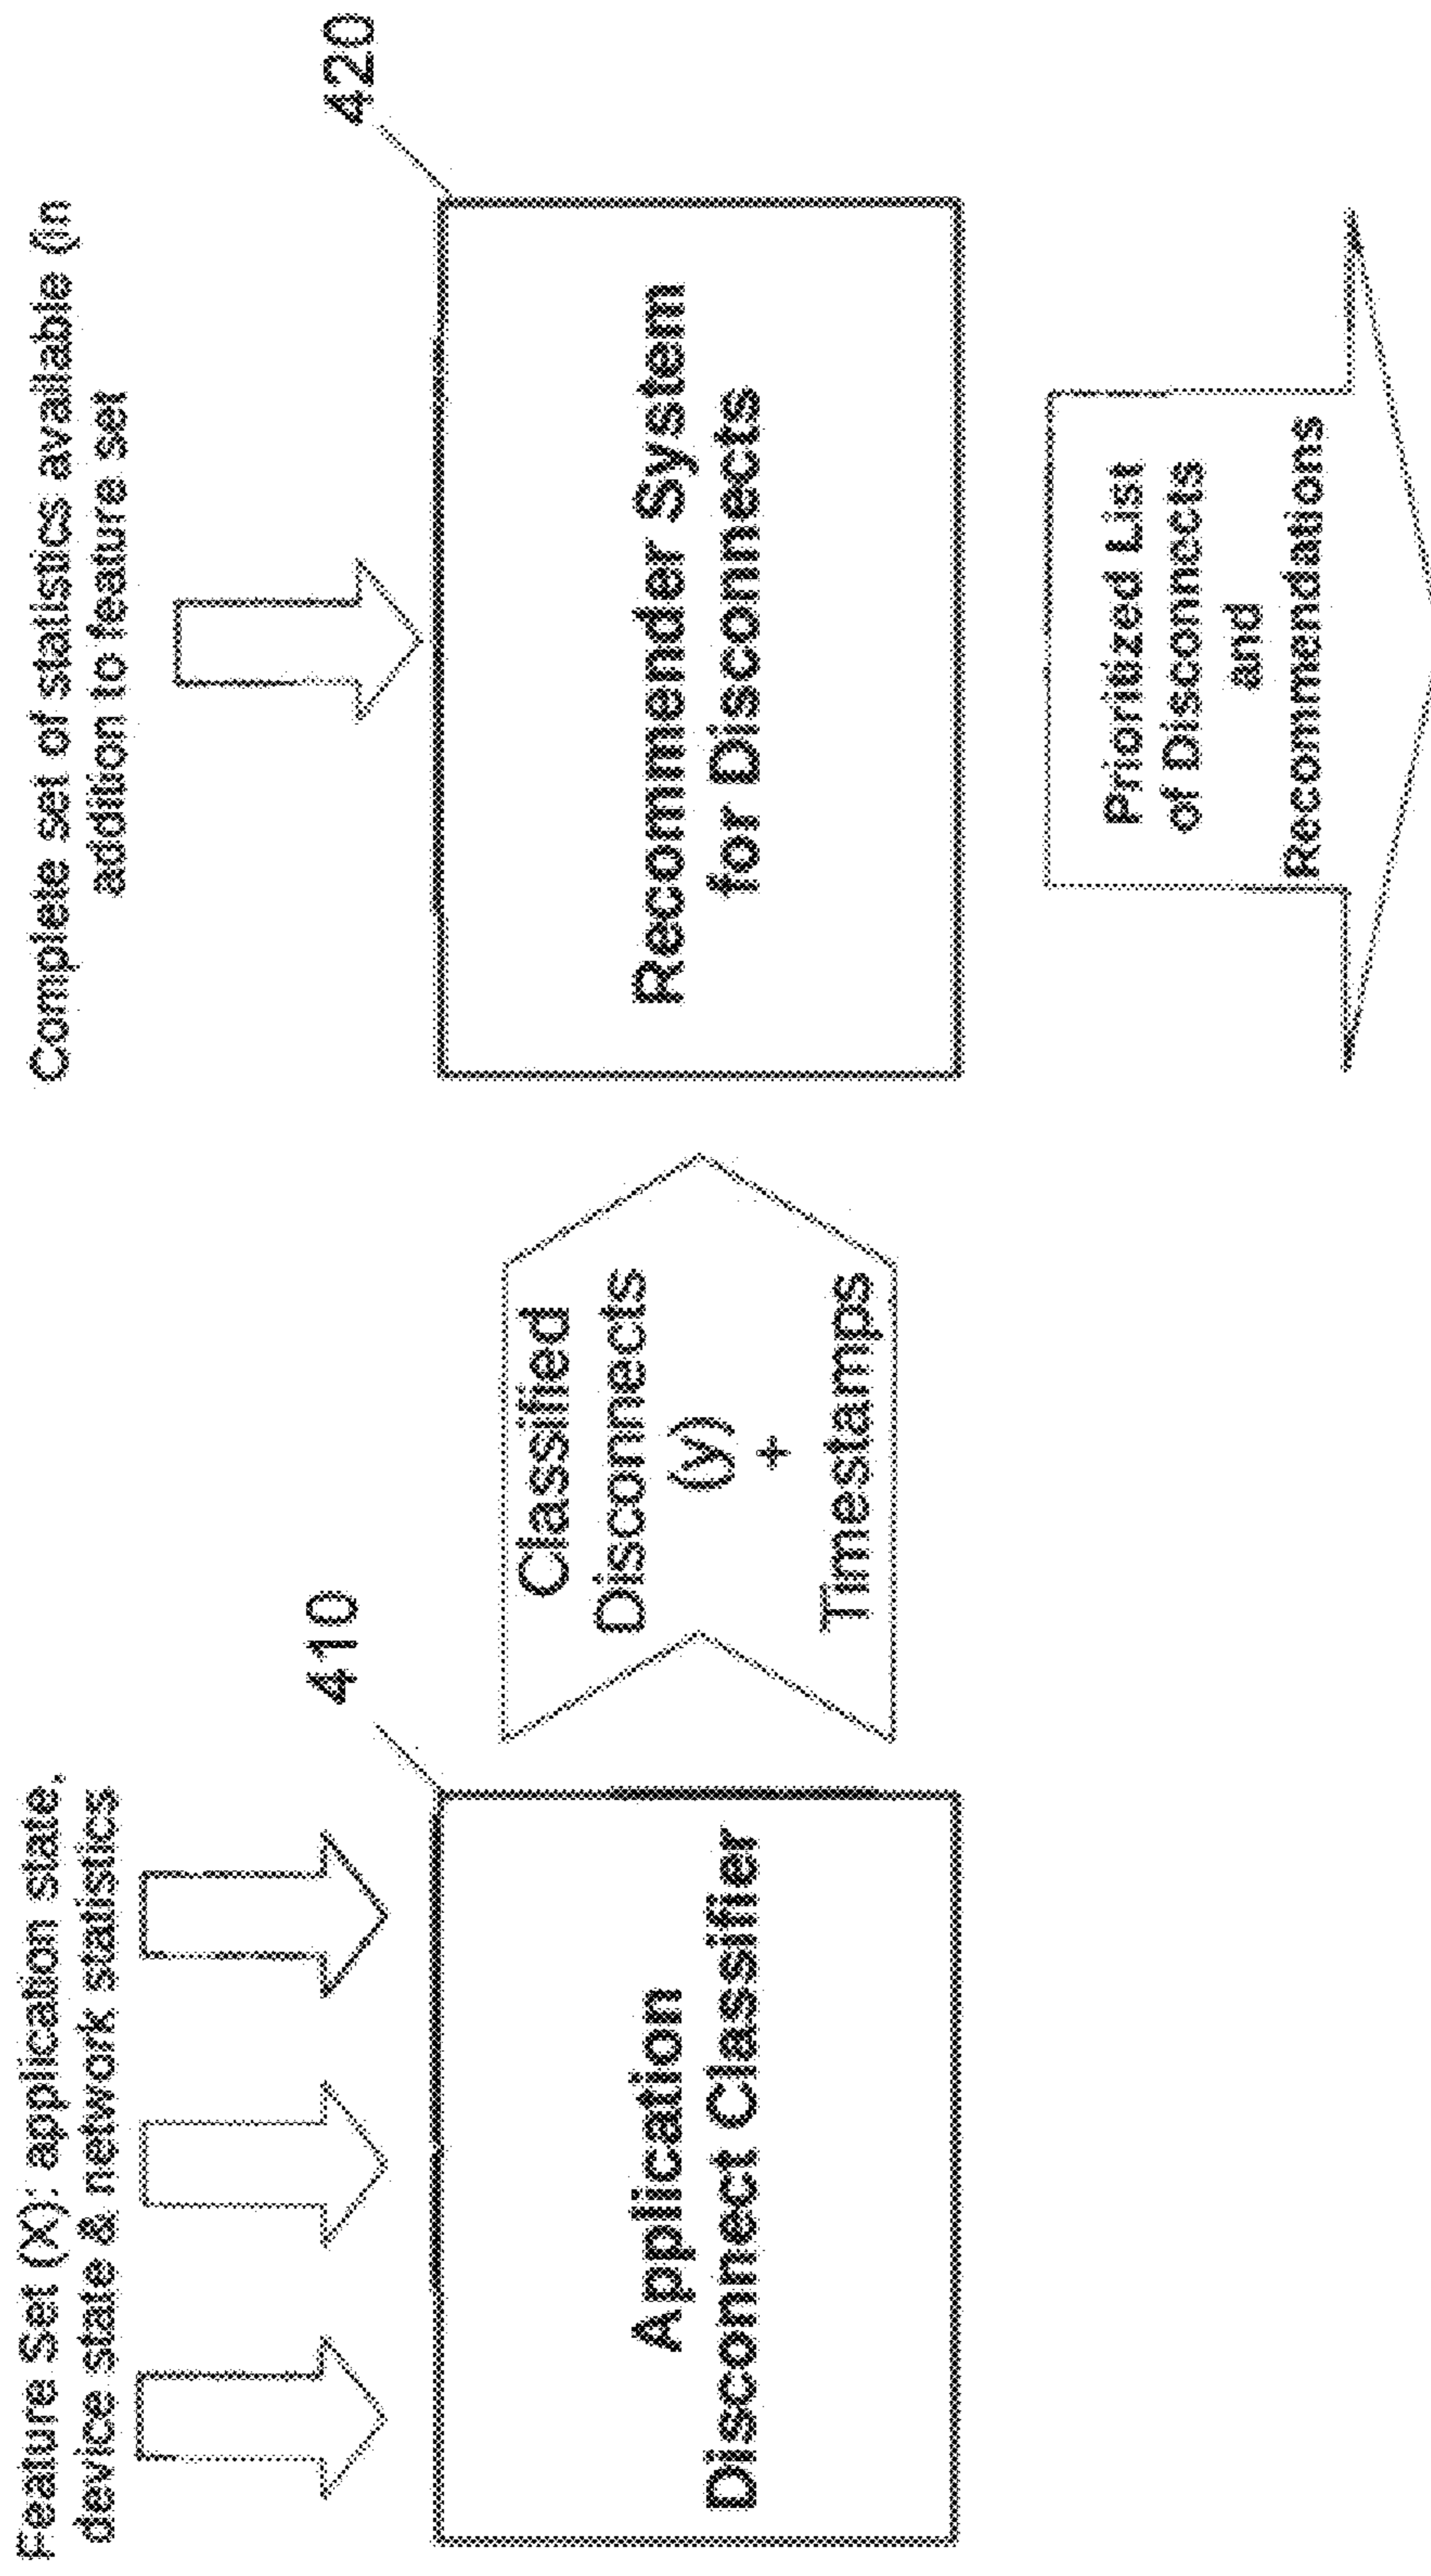 Feature Set (X): application state,
device state & network statistics
410
Application
Disconnect Classifier
Classified
Disconnects
(y)
+
Timestamps
Complete set of statistics available (in
addition to feature set
420
Recommender System
for Disconnects
Prioritized List
of Disconnects
and
Recommendations